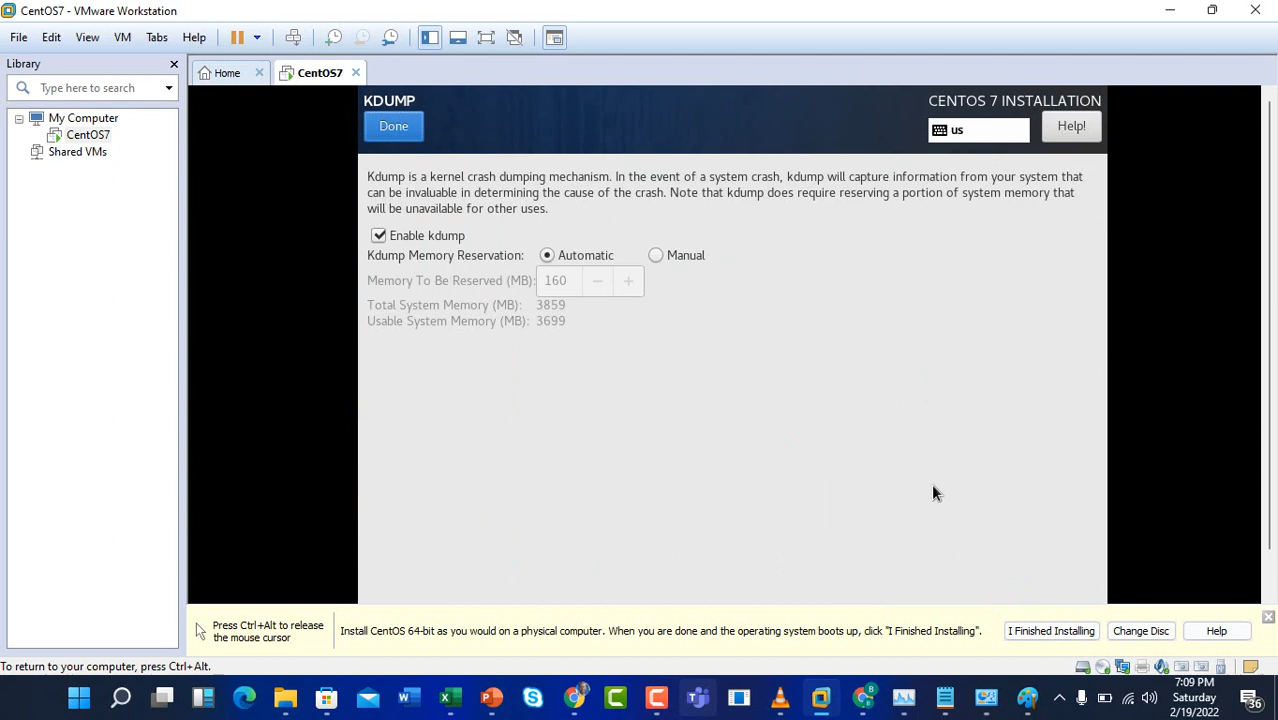 CentOS7 - VMware Workstation
File Edit View VM Tabs Help
Library
Type here to search
My Computer
CentOS7
Shared VMs
Home
CentOS7
KDUMP
Done
CENTOS 7 INSTALLATION
us
Help!
Kdump is a kernel crash dumping mechanism. In the event of a system crash, kdump will capture information from your system that
can be invaluable in determining the cause of the crash. Note that kdump does require reserving a portion of system memory that
will be unavailable for other uses.
Enable kdump
Kdump Memory Reservation: Automatic Manual
Memory To Be Reserved (MB): 160 − +
Total System Memory (MB): 3859
Usable System Memory (MB): 3699
Press Ctrl+Alt to release
the mouse cursor
Install CentOS 64-bit as you would on a physical computer. When you are done and the operating system boots up, click "I Finished Installing".
I Finished Installing
Change Disc
Help
To return to your computer, press Ctrl+Alt.
7:09 PM
Saturday
2/19/2022
36